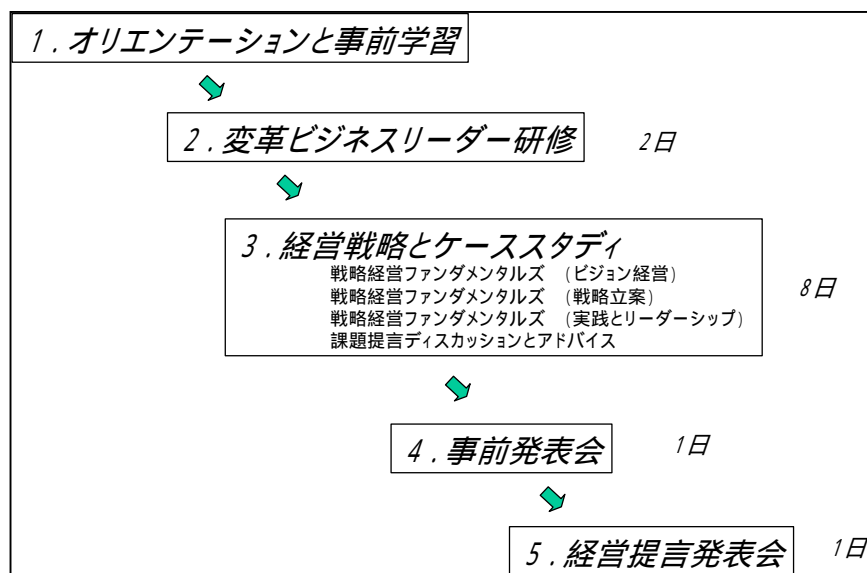 1．オリエンテーションと事前学習
2．変革ビジネスリーダー研修
2日
3．経営戦略とケーススタディ
戦略経営ファンダメンタルズ （ビジョン経営）
戦略経営ファンダメンタルズ （戦略立案）
戦略経営ファンダメンタルズ （実践とリーダーシップ）
課題提言ディスカッションとアドバイス
8日
4．事前発表会
1日
5．経営提言発表会
1日